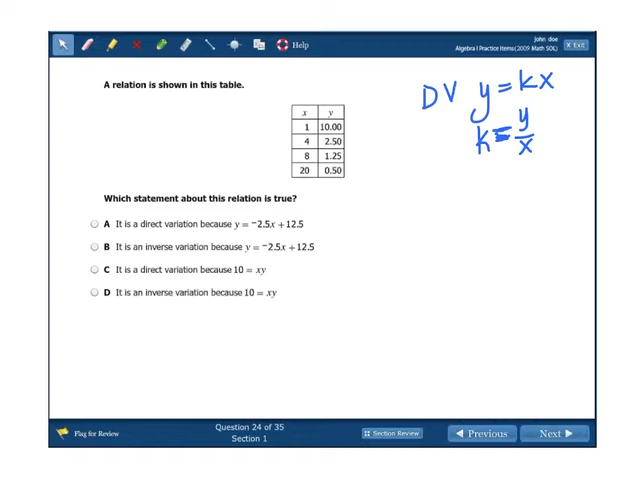 john doe
Algebra I Practice Items (2009 Math SOL)
X Exit
Help
A relation is shown in this table.
x y
1 10.00
4 2.50
8 1.25
20 0.50
DV y = kx
k = y/x
Which statement about this relation is true?
A It is a direct variation because y = −2.5x + 12.5
B It is an inverse variation because y = −2.5x + 12.5
C It is a direct variation because 10 = xy
D It is an inverse variation because 10 = xy
Flag for Review
Question 24 of 35
Section 1
Section Review
Previous
Next